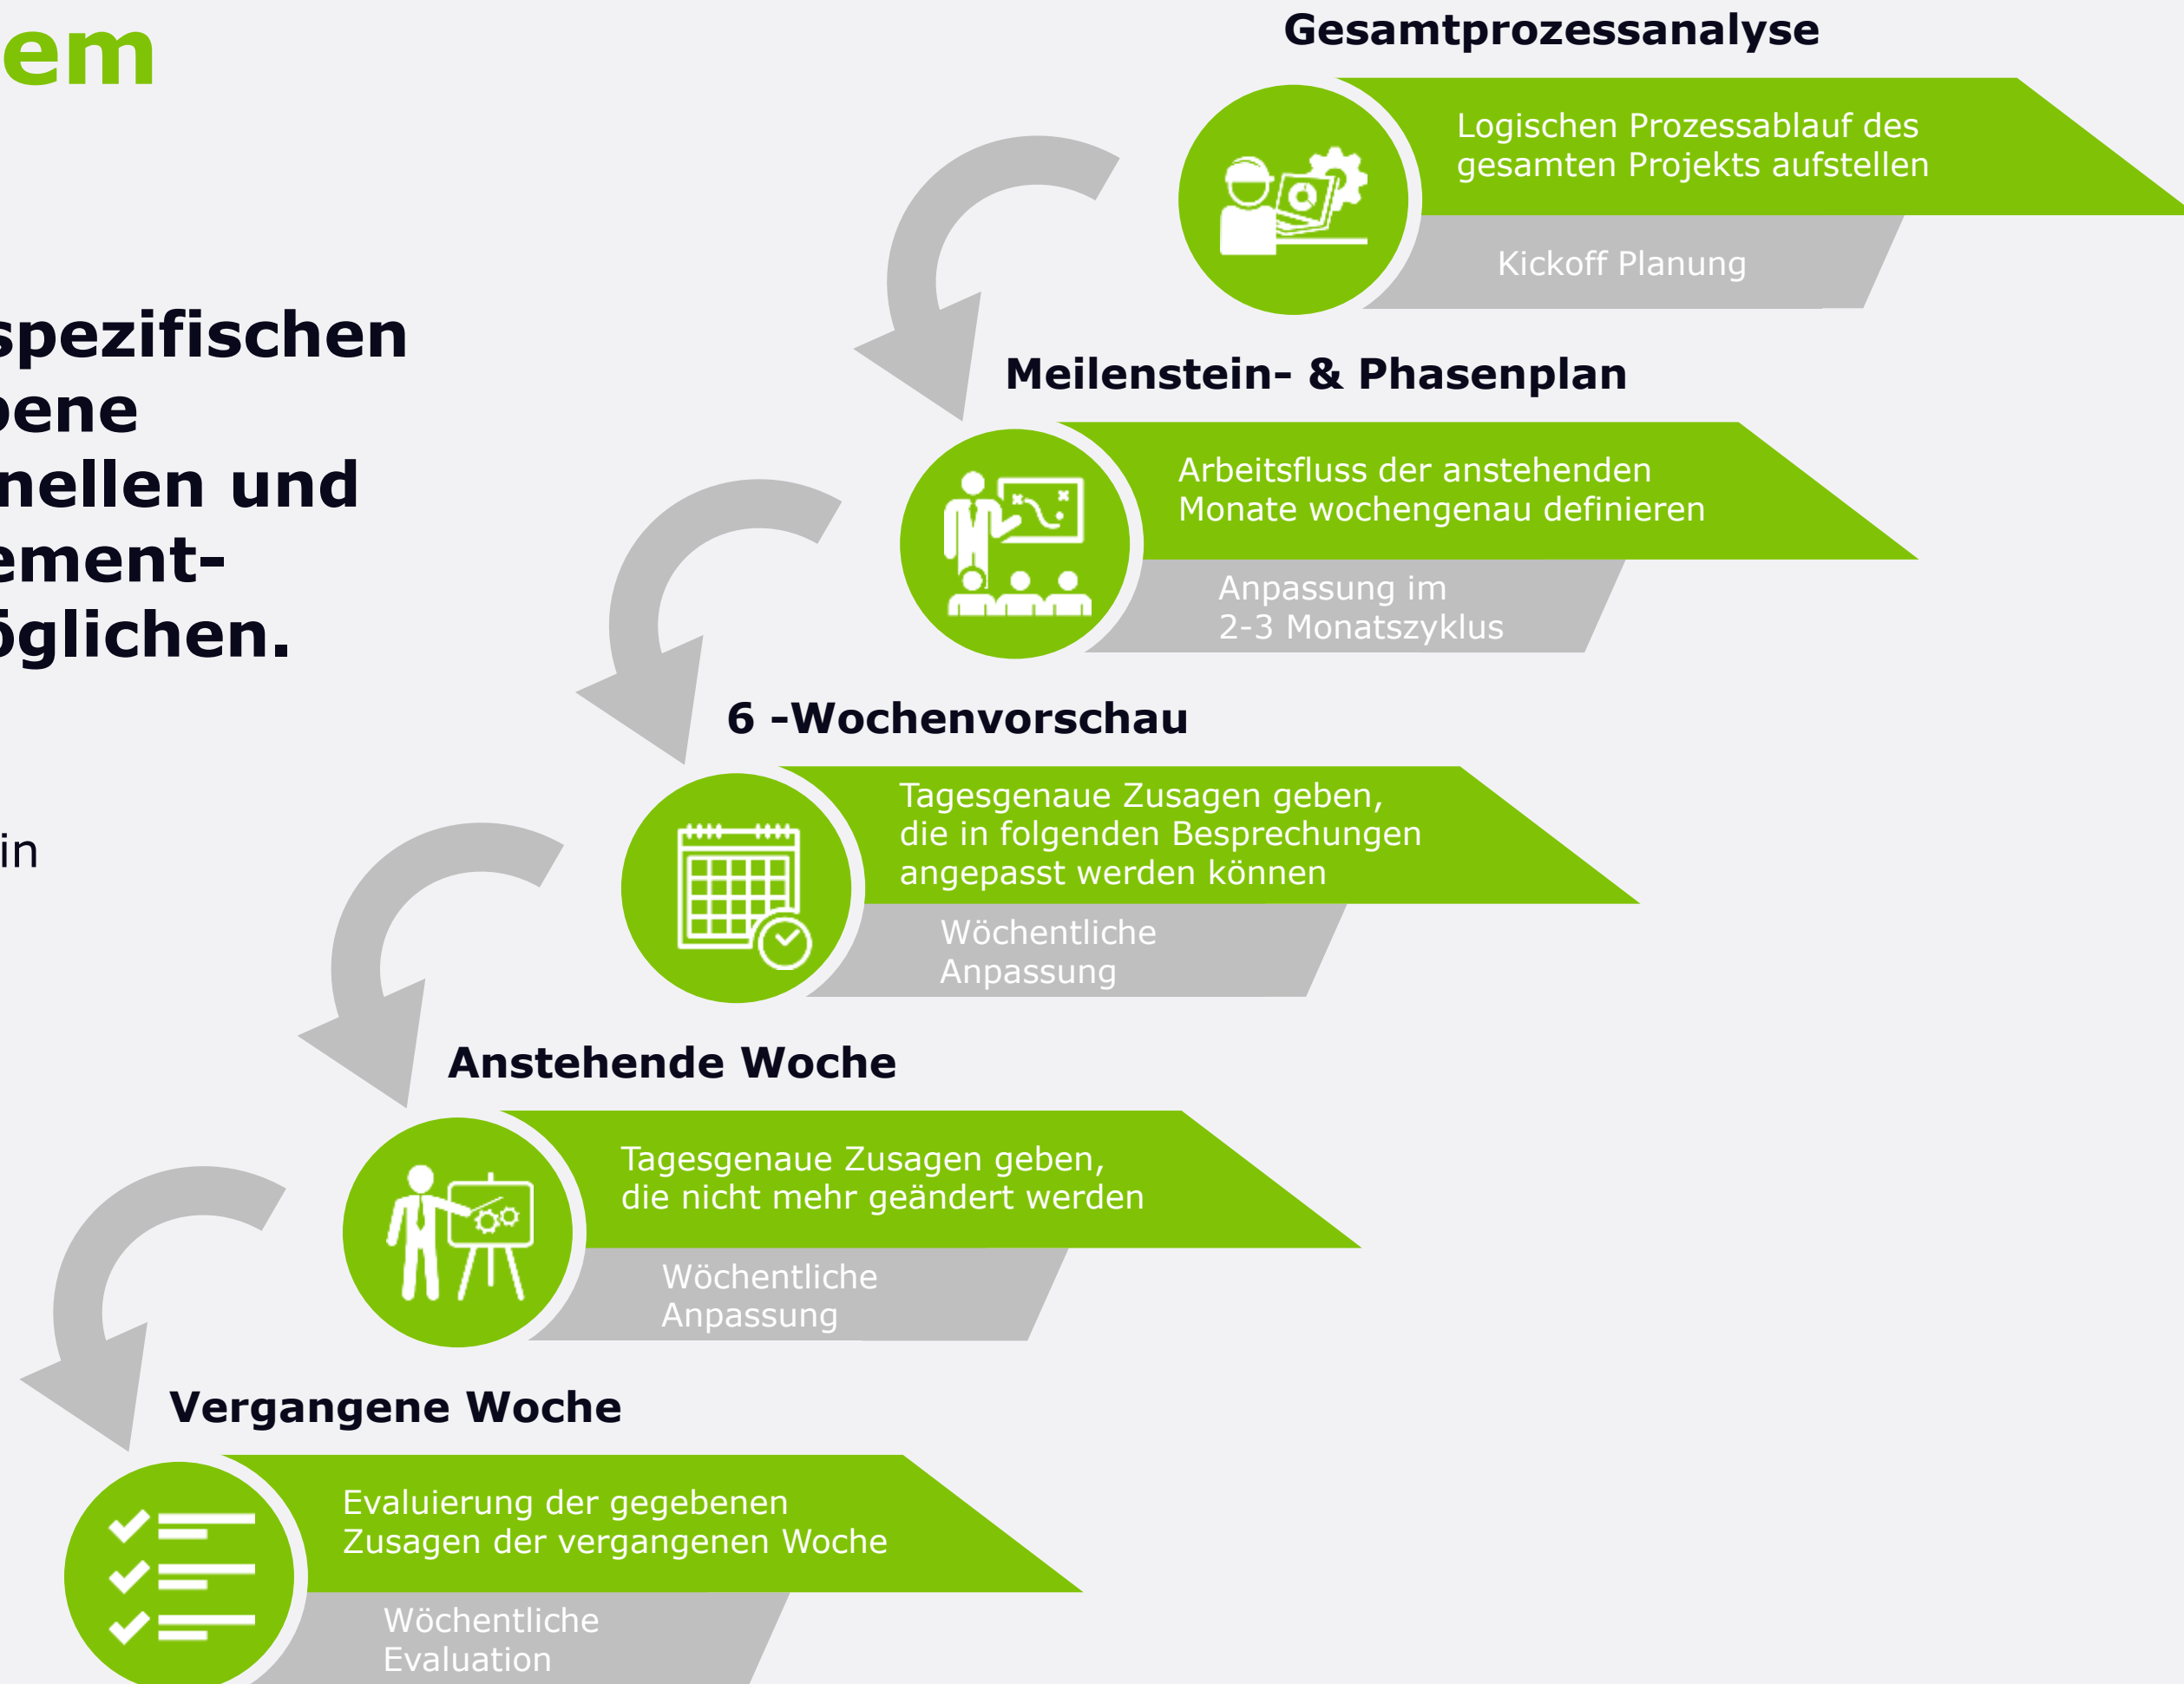 em
spezifischen
bene
nellen und
ement-
öglichen.
in
Gesamtprozessanalyse
Logischen Prozessablauf des
gesamten Projekts aufstellen
Kickoff Planung
Meilenstein- & Phasenplan
Arbeitsfluss der anstehenden
Monate wochengenau definieren
Anpassung im
2-3 Monatszyklus
6 -Wochenvorschau
Tagesgenaue Zusagen geben,
die in folgenden Besprechungen
angepasst werden können
Wöchentliche
Anpassung
Anstehende Woche
Tagesgenaue Zusagen geben,
die nicht mehr geändert werden
Wöchentliche
Anpassung
Vergangene Woche
Evaluierung der gegebenen
Zusagen der vergangenen Woche
Wöchentliche
Evaluation